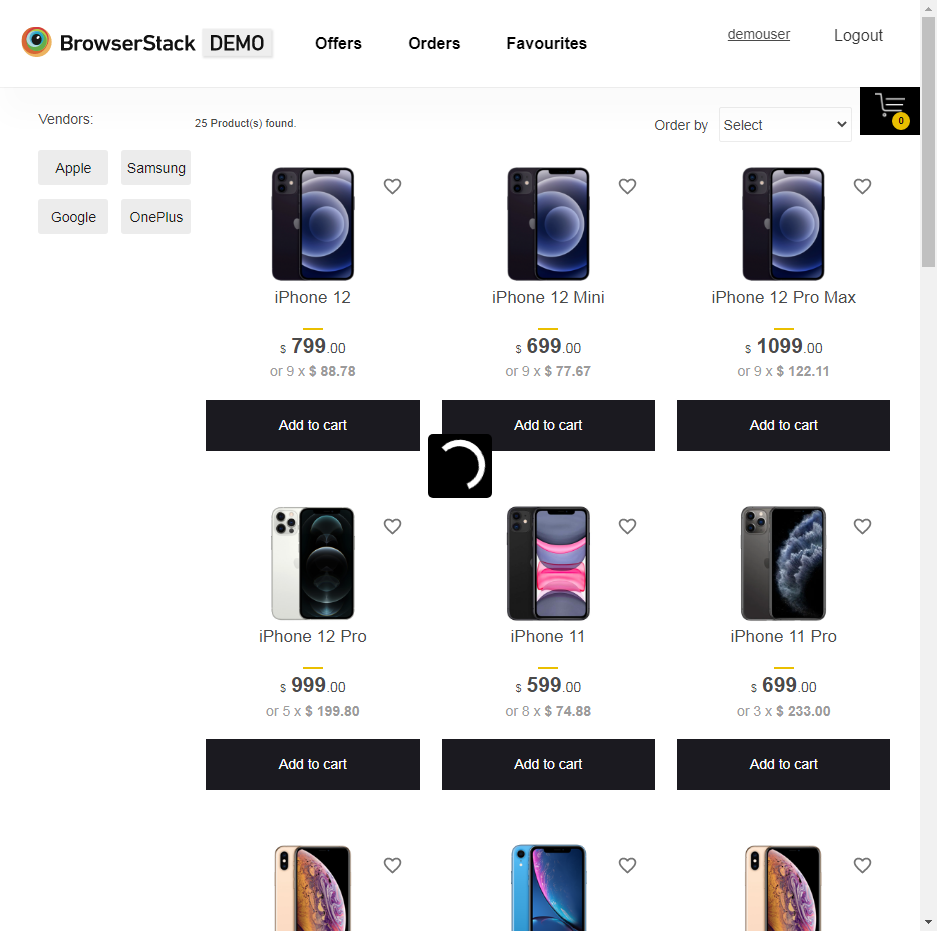 BrowserStack DEMO Offers Orders Favourites demouser Logout
Vendors:
25 Product(s) found.
Order by Select
0
Apple Samsung
Google OnePlus
iPhone 12
$ 799.00
or 9 x $ 88.78
Add to cart
iPhone 12 Mini
$ 699.00
or 9 x $ 77.67
Add to cart
iPhone 12 Pro Max
$ 1099.00
or 9 x $ 122.11
Add to cart
iPhone 12 Pro
$ 999.00
or 5 x $ 199.80
Add to cart
iPhone 11
$ 599.00
or 8 x $ 74.88
Add to cart
iPhone 11 Pro
$ 699.00
or 3 x $ 233.00
Add to cart